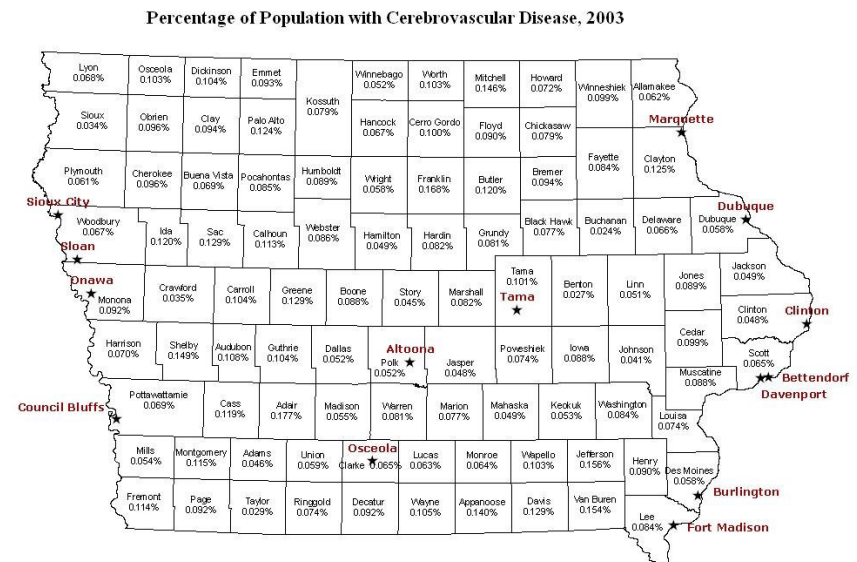 Percentage of Population with Cerebrovascular Disease, 2003
Lyon
0.068%
Osceola
0.103%
Dickinson
0.104%
Emmet
0.093%
Kossuth
0.079%
Winnebago
0.052%
Worth
0.103%
Mitchell
0.146%
Howard
0.072%
Winneshiek
0.099%
Allamakee
0.062%
Sioux
0.034%
Obrien
0.096%
Clay
0.094%
Palo Alto
0.124%
Hancock
0.067%
Cerro Gordo
0.100%
Floyd
0.090%
Chickasaw
0.079%
Marquette
Fayette
0.084%
Clayton
0.125%
Plymouth
0.061%
Cherokee
0.096%
Buena Vista
0.069%
Pocahontas
0.085%
Humboldt
0.089%
Wright
0.058%
Franklin
0.168%
Butler
0.120%
Bremer
0.094%
Sioux City
Woodbury
0.067%
Ida
0.120%
Sac
0.129%
Calhoun
0.113%
Webster
0.086%
Hamilton
0.049%
Hardin
0.082%
Grundy
0.081%
Black Hawk
0.077%
Buchanan
0.024%
Delaware
0.066%
Dubuque
0.058%
Dubuque
Sloan
Onawa
Monona
0.092%
Crawford
0.035%
Carroll
0.104%
Greene
0.129%
Boone
0.088%
Story
0.045%
Marshall
0.082%
Tama
0.101%
Tama
Benton
0.027%
Linn
0.051%
Jones
0.089%
Jackson
0.049%
Clinton
0.048%
Clinton
Harrison
0.070%
Shelby
0.149%
Audubon
0.108%
Guthrie
0.104%
Dallas
0.052%
Altoona
Polk
0.052%
Jasper
0.048%
Poveshiek
0.074%
Iowa
0.088%
Johnson
0.041%
Cedar
0.099%
Scott
0.065%
Muscatine
0.088%
Bettendorf
Davenport
Council Bluffs
Pottawattamie
0.069%
Cass
0.119%
Adair
0.177%
Madison
0.055%
Warren
0.081%
Marion
0.077%
Mahaska
0.049%
Keokuk
0.053%
Washington
0.084%
Louisa
0.074%
Mills
0.054%
Montgomery
0.115%
Adams
0.046%
Union
0.059%
Osceola
Clarke 0.065%
Lucas
0.063%
Monroe
0.064%
Wapello
0.103%
Jefferson
0.156%
Henry
0.090%
Des Moines
0.058%
Burlington
Fremont
0.114%
Page
0.092%
Taylor
0.029%
Ringgold
0.074%
Decatur
0.092%
Wayne
0.105%
Appanoose
0.140%
Davis
0.129%
Van Buren
0.154%
Lee
0.084%
Fort Madison